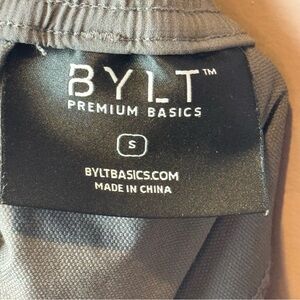 BYLT™
PREMIUM BASICS
S
BYLTBASICS.COM
MADE IN CHINA